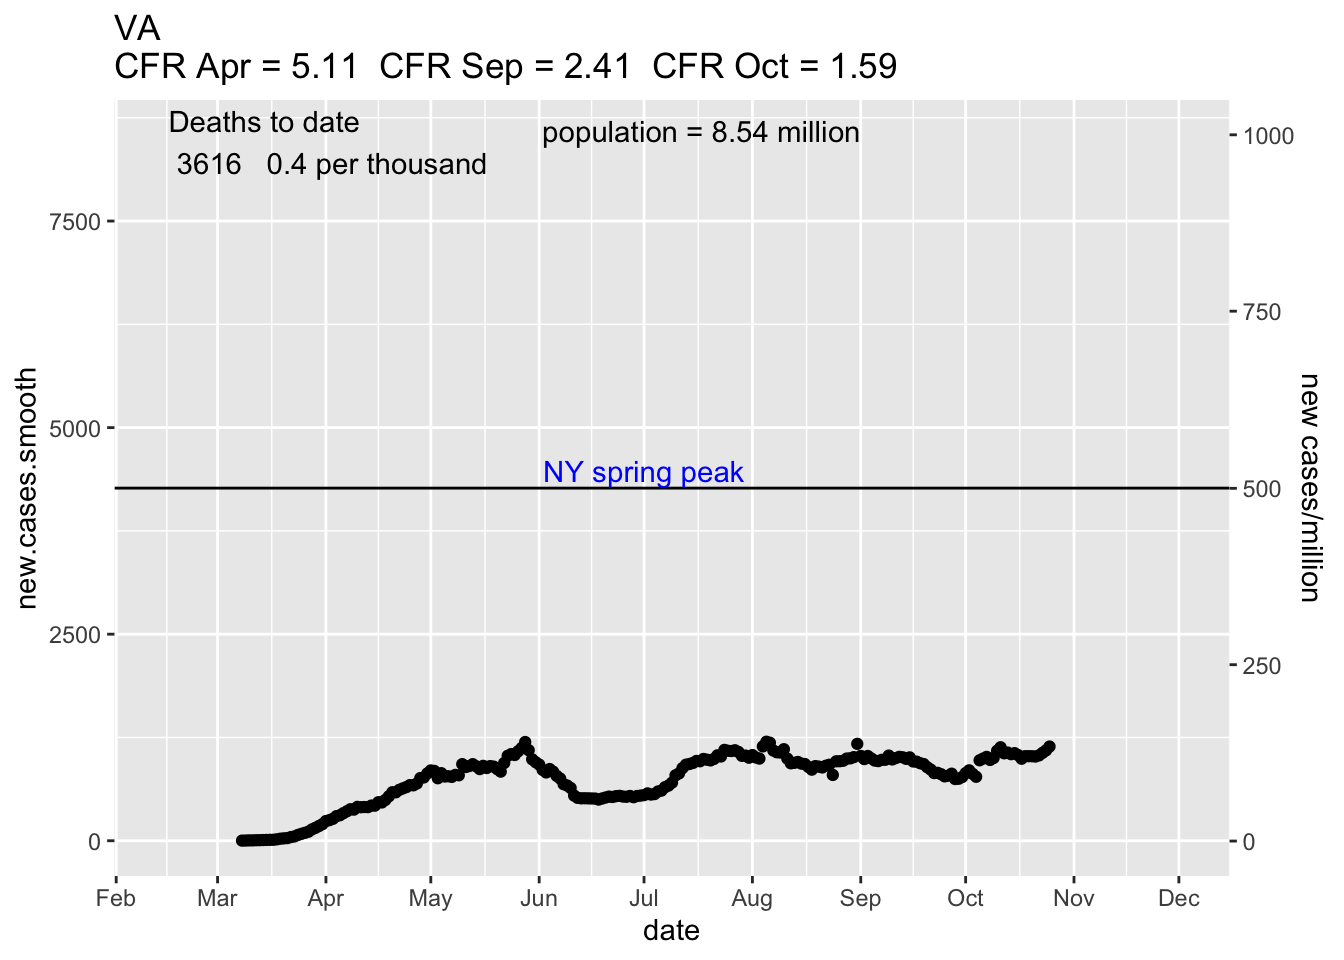 VA
CFR Apr = 5.11  CFR Sep = 2.41  CFR Oct = 1.59
Deaths to date
3616   0.4 per thousand
population = 8.54 million
NY spring peak
new.cases.smooth
7500
5000
2500
0
1000
750
500
250
0
new cases/million
Feb Mar Apr May Jun Jul Aug Sep Oct Nov Dec
date